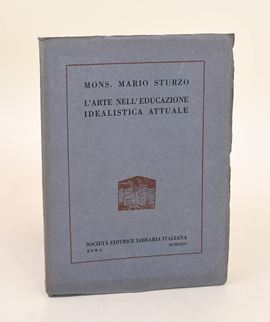 MONS. MARIO STURZO
L'ARTE NELL'EDUCAZIONE
IDEALISTICA ATTUALE
SOCIETÀ EDITRICE LIBRARIA ITALIANA
ROMA